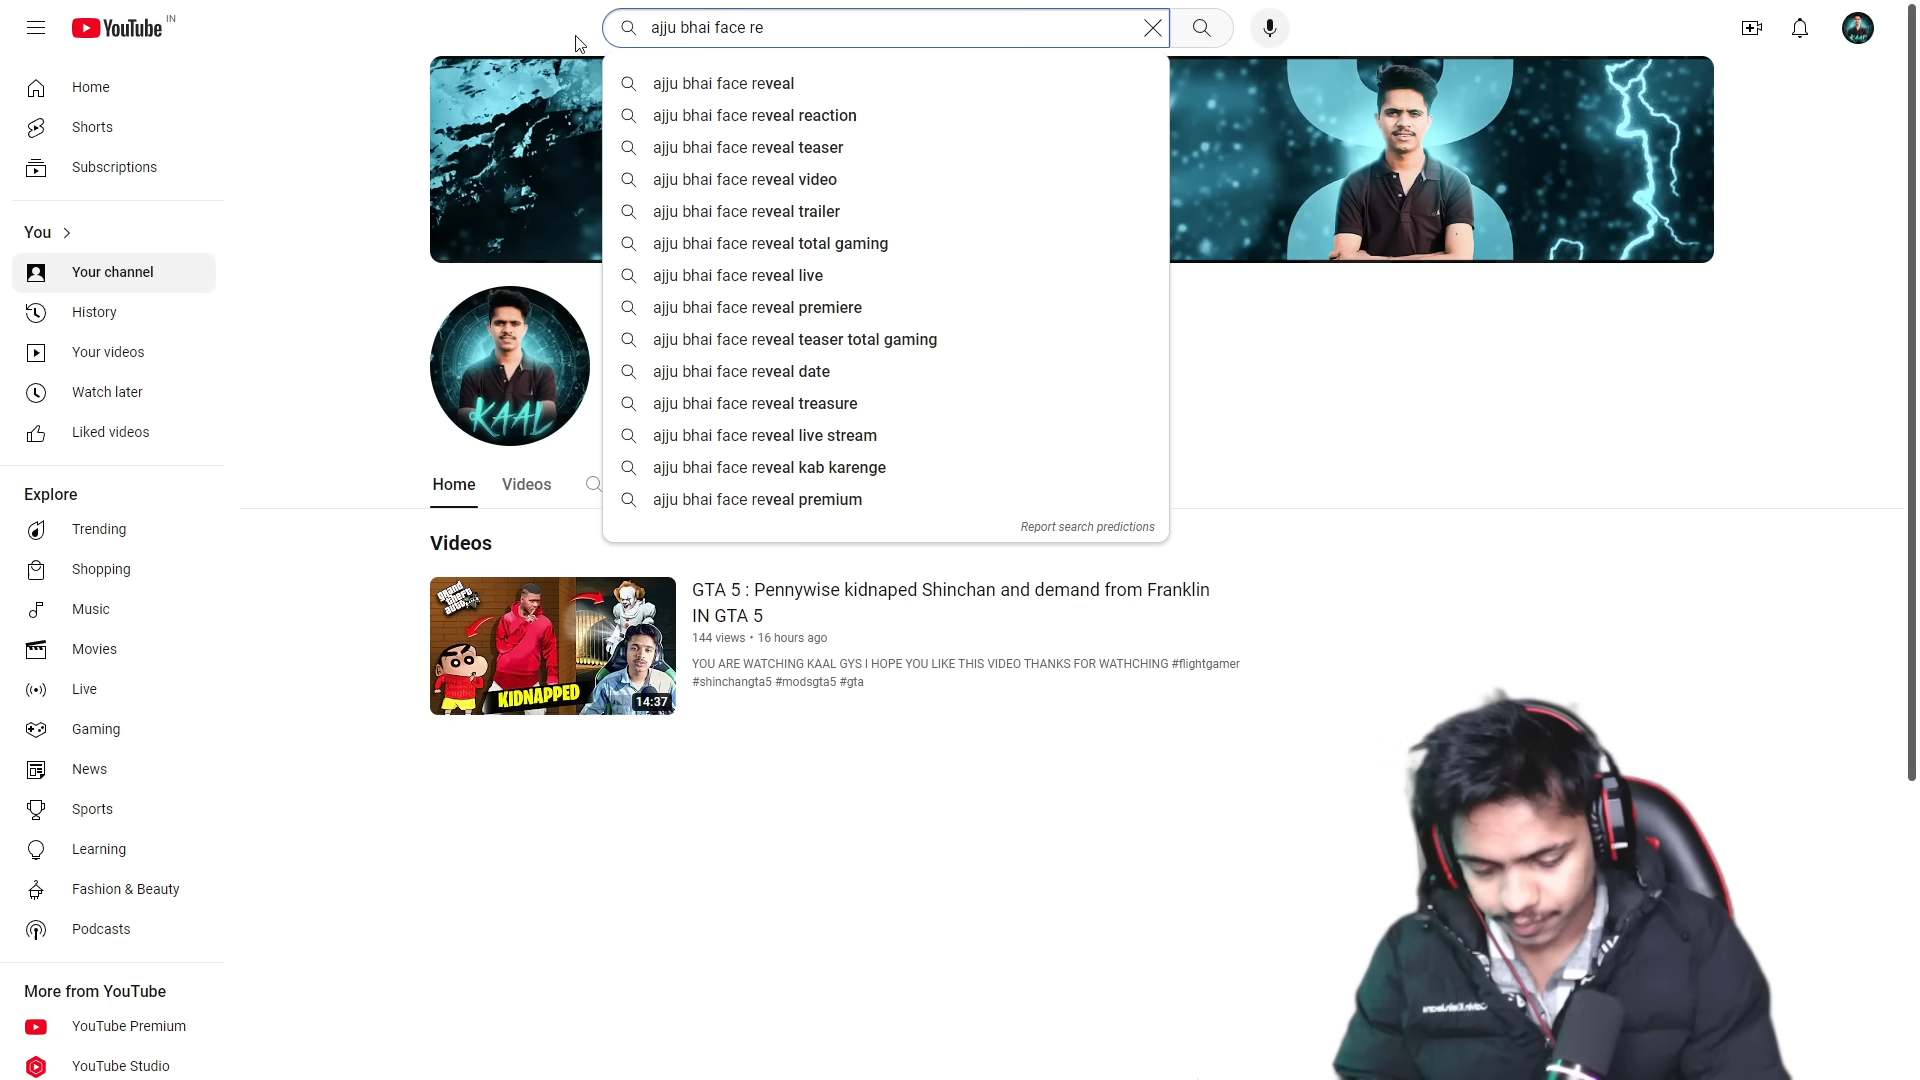 YouTube IN
ajju bhai face re
ajju bhai face reveal
ajju bhai face reveal reaction
ajju bhai face reveal teaser
ajju bhai face reveal video
ajju bhai face reveal trailer
ajju bhai face reveal total gaming
ajju bhai face reveal live
ajju bhai face reveal premiere
ajju bhai face reveal teaser total gaming
ajju bhai face reveal date
ajju bhai face reveal treasure
ajju bhai face reveal live stream
ajju bhai face reveal kab karenge
ajju bhai face reveal premium
Report search predictions
Home
Shorts
Subscriptions
You
Your channel
History
Your videos
Watch later
Liked videos
Explore
Trending
Shopping
Music
Movies
Live
Gaming
News
Sports
Learning
Fashion & Beauty
Podcasts
More from YouTube
YouTube Premium
YouTube Studio
KAAL
Home
Videos
Videos
grand
theft
auto
KIDNAPPED
14:37
GTA 5 : Pennywise kidnaped Shinchan and demand from Franklin
IN GTA 5
144 views • 16 hours ago
YOU ARE WATCHING KAAL GYS I HOPE YOU LIKE THIS VIDEO THANKS FOR WATHCHING #flightgamer
#shinchangta5 #modsgta5 #gta